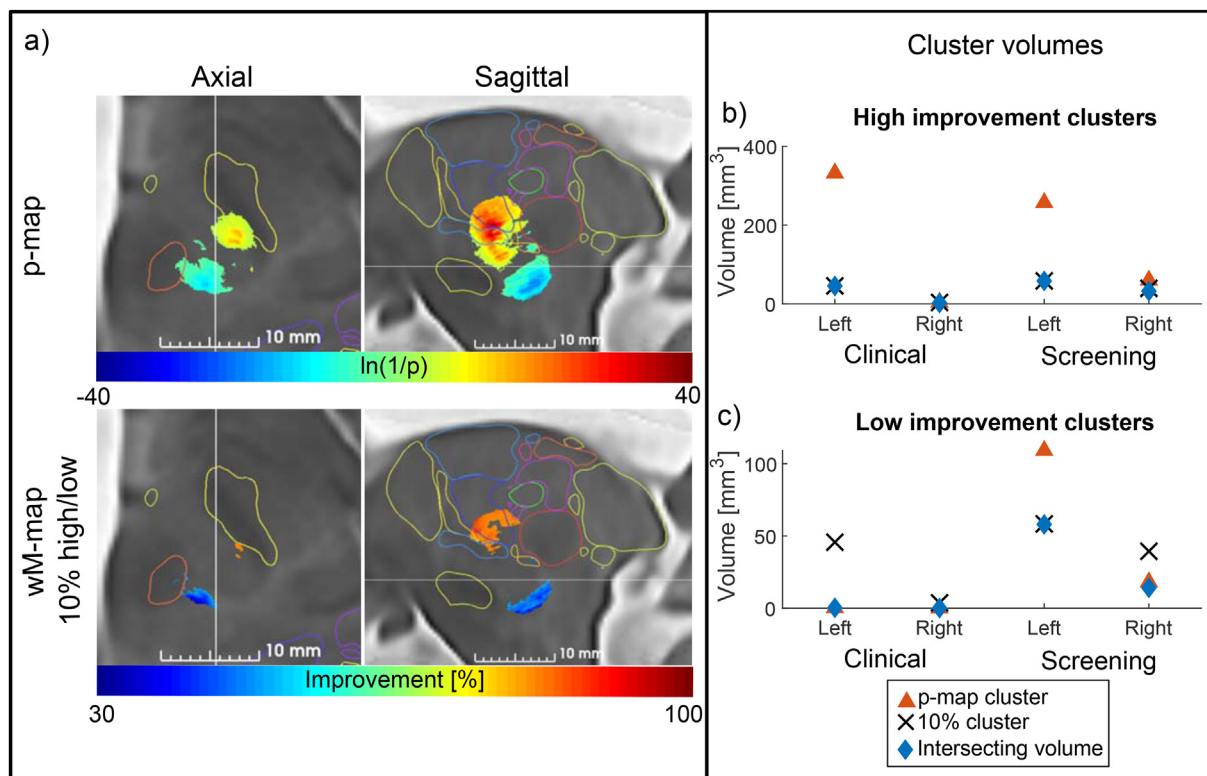 a)
Axial
Sagittal
p-map
10 mm
10 mm
ln(1/p)
-40
40
wM-map
10% high/low
10 mm
10 mm
Improvement [%]
30
100
Cluster volumes
b)
High improvement clusters
Volume [mm³]
400
200
0
Left
Right
Left
Right
Clinical
Screening
c)
Low improvement clusters
Volume [mm³]
100
50
0
Left
Right
Left
Right
Clinical
Screening
p-map cluster
10% cluster
Intersecting volume